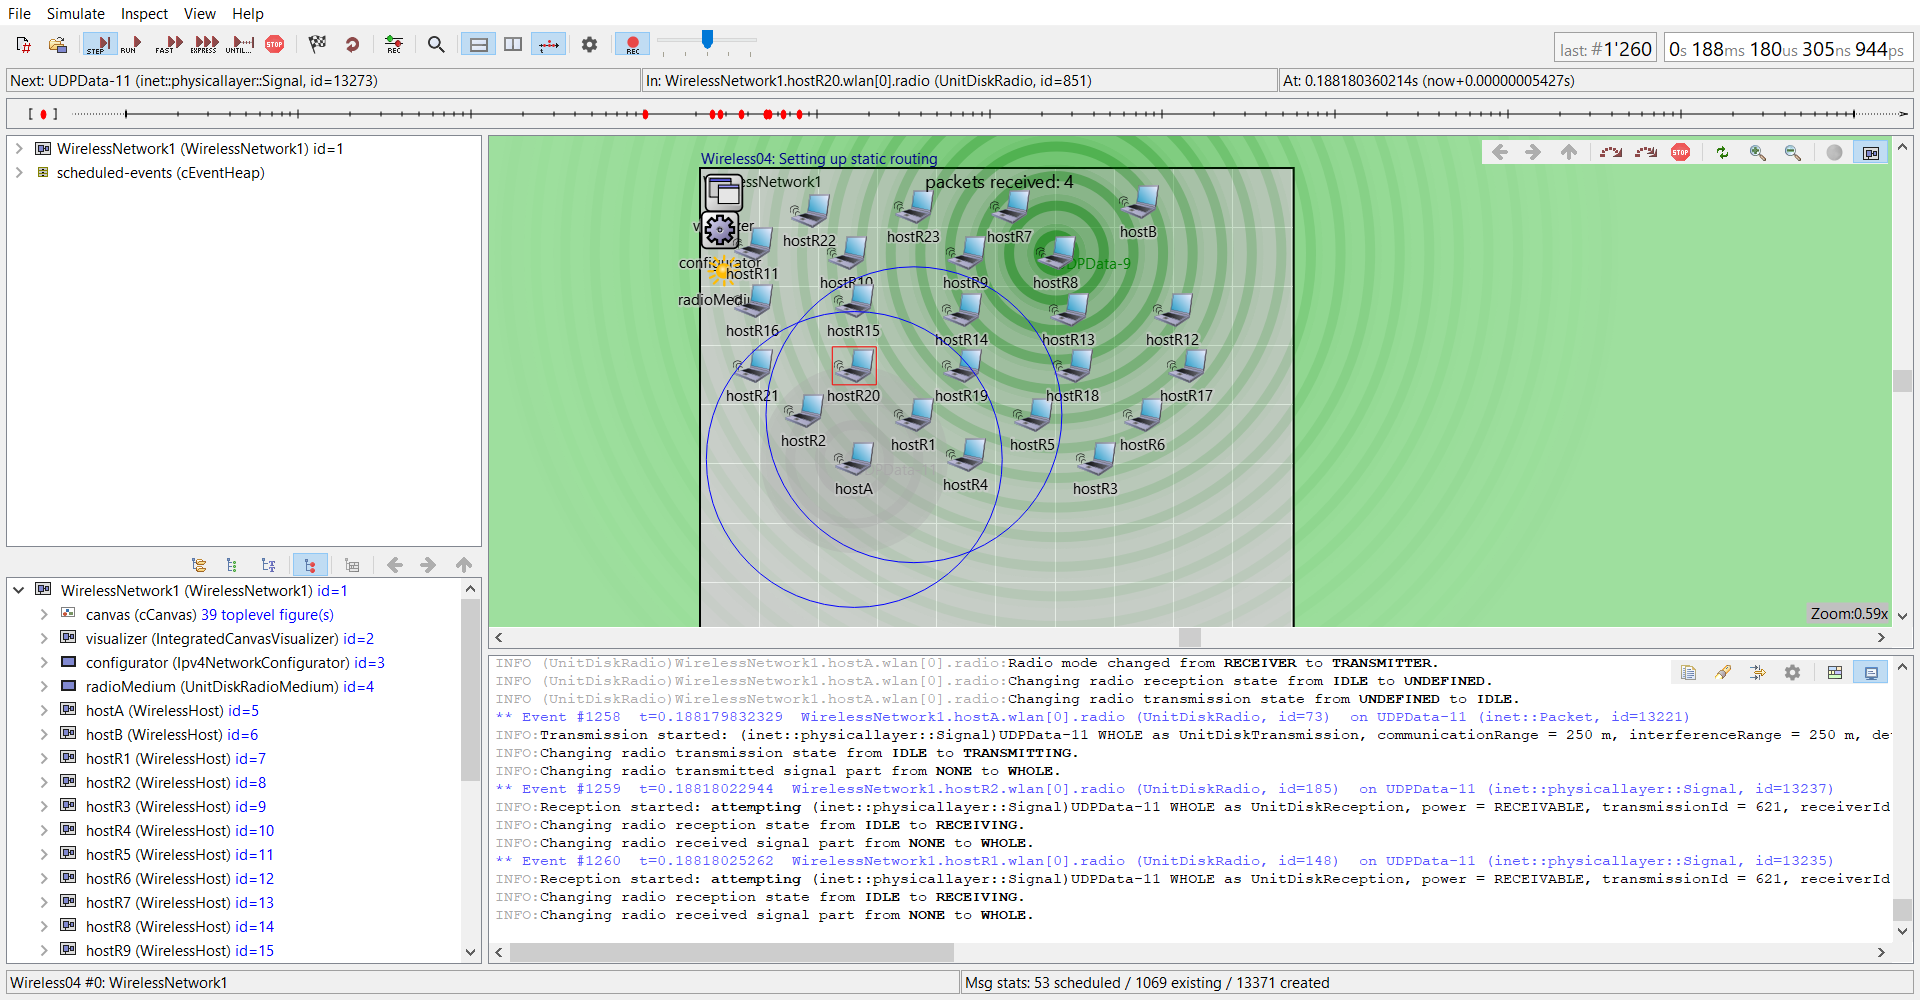 File Simulate Inspect View Help
STEP RUN FAST EXPRESS UNTIL... STOP REC REC
last: #1'260 0s 188ms 180us 305ns 944ps
Next: UDPData-11 (inet::physicallayer::Signal, id=13273) In: WirelessNetwork1.hostR20.wlan[0].radio (UnitDiskRadio, id=851) At: 0.188180360214s (now+0.00000005427s)
WirelessNetwork1 (WirelessNetwork1) id=1
scheduled-events (cEventHeap)
WirelessNetwork1 (WirelessNetwork1) id=1
canvas (cCanvas) 39 toplevel figure(s)
visualizer (IntegratedCanvasVisualizer) id=2
configurator (Ipv4NetworkConfigurator) id=3
radioMedium (UnitDiskRadioMedium) id=4
hostA (WirelessHost) id=5
hostB (WirelessHost) id=6
hostR1 (WirelessHost) id=7
hostR2 (WirelessHost) id=8
hostR3 (WirelessHost) id=9
hostR4 (WirelessHost) id=10
hostR5 (WirelessHost) id=11
hostR6 (WirelessHost) id=12
hostR7 (WirelessHost) id=13
hostR8 (WirelessHost) id=14
hostR9 (WirelessHost) id=15
Wireless04: Setting up static routing
STOP
essNetwork1 packets received: 4
hostR22 hostR23 hostR7 hostB
configurator hostR11 hostR10 hostR9 hostR8 DPData-9
radioMedi
hostR16 hostR15 hostR14 hostR13 hostR12
hostR21 hostR20 hostR19 hostR18 hostR17
hostR2 hostR1 hostR5 hostR6
hostA hostR4 hostR3
Zoom:0.59x
INFO (UnitDiskRadio)WirelessNetwork1.hostA.wlan[0].radio:Radio mode changed from RECEIVER to TRANSMITTER.
INFO (UnitDiskRadio)WirelessNetwork1.hostA.wlan[0].radio:Changing radio reception state from IDLE to UNDEFINED.
INFO (UnitDiskRadio)WirelessNetwork1.hostA.wlan[0].radio:Changing radio transmission state from UNDEFINED to IDLE.
** Event #1258 t=0.188179832329 WirelessNetwork1.hostA.wlan[0].radio (UnitDiskRadio, id=73) on UDPData-11 (inet::Packet, id=13221)
INFO:Transmission started: (inet::physicallayer::Signal)UDPData-11 WHOLE as UnitDiskTransmission, communicationRange = 250 m, interferenceRange = 250 m, de
INFO:Changing radio transmission state from IDLE to TRANSMITTING.
INFO:Changing radio transmitted signal part from NONE to WHOLE.
** Event #1259 t=0.18818022944 WirelessNetwork1.hostR2.wlan[0].radio (UnitDiskRadio, id=185) on UDPData-11 (inet::physicallayer::Signal, id=13237)
INFO:Reception started: attempting (inet::physicallayer::Signal)UDPData-11 WHOLE as UnitDiskReception, power = RECEIVABLE, transmissionId = 621, receiverId
INFO:Changing radio reception state from IDLE to RECEIVING.
INFO:Changing radio received signal part from NONE to WHOLE.
** Event #1260 t=0.18818025262 WirelessNetwork1.hostR1.wlan[0].radio (UnitDiskRadio, id=148) on UDPData-11 (inet::physicallayer::Signal, id=13235)
INFO:Reception started: attempting (inet::physicallayer::Signal)UDPData-11 WHOLE as UnitDiskReception, power = RECEIVABLE, transmissionId = 621, receiverId
INFO:Changing radio reception state from IDLE to RECEIVING.
INFO:Changing radio received signal part from NONE to WHOLE.
Wireless04 #0: WirelessNetwork1 Msg stats: 53 scheduled / 1069 existing / 13371 created